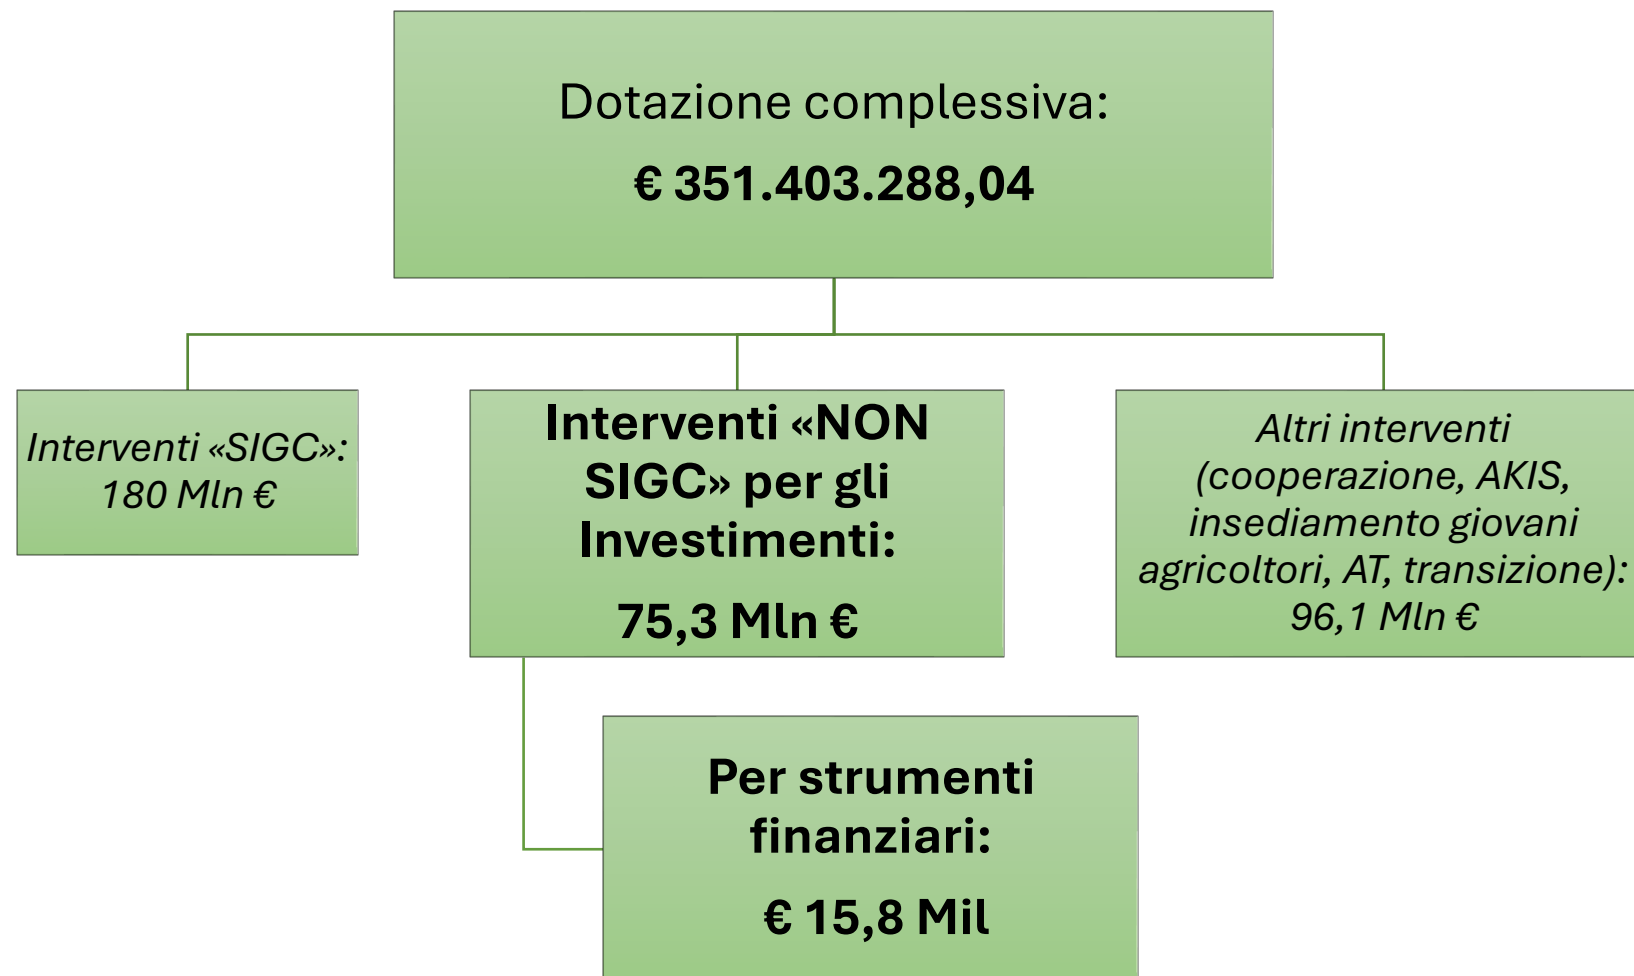 Dotazione complessiva:
€ 351.403.288,04
Interventi «SIGC»:
180 Mln €
Interventi «NON
SIGC» per gli
Investimenti:
75,3 Mln €
Altri interventi
(cooperazione, AKIS,
insediamento giovani
agricoltori, AT, transizione):
96,1 Mln €
Per strumenti
finanziari:
€ 15,8 Mil